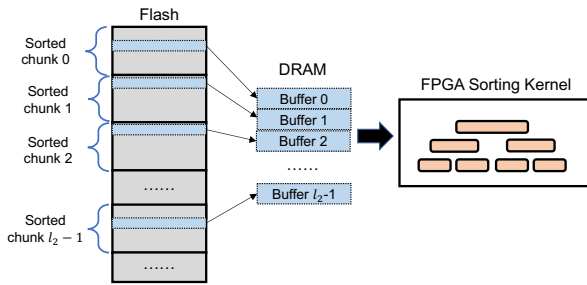 Flash
Sorted
chunk 0
Sorted
chunk 1
Sorted
chunk 2
......
Sorted
chunk l₂ − 1
......
DRAM
Buffer 0
Buffer 1
Buffer 2
......
Buffer l₂-1
FPGA Sorting Kernel